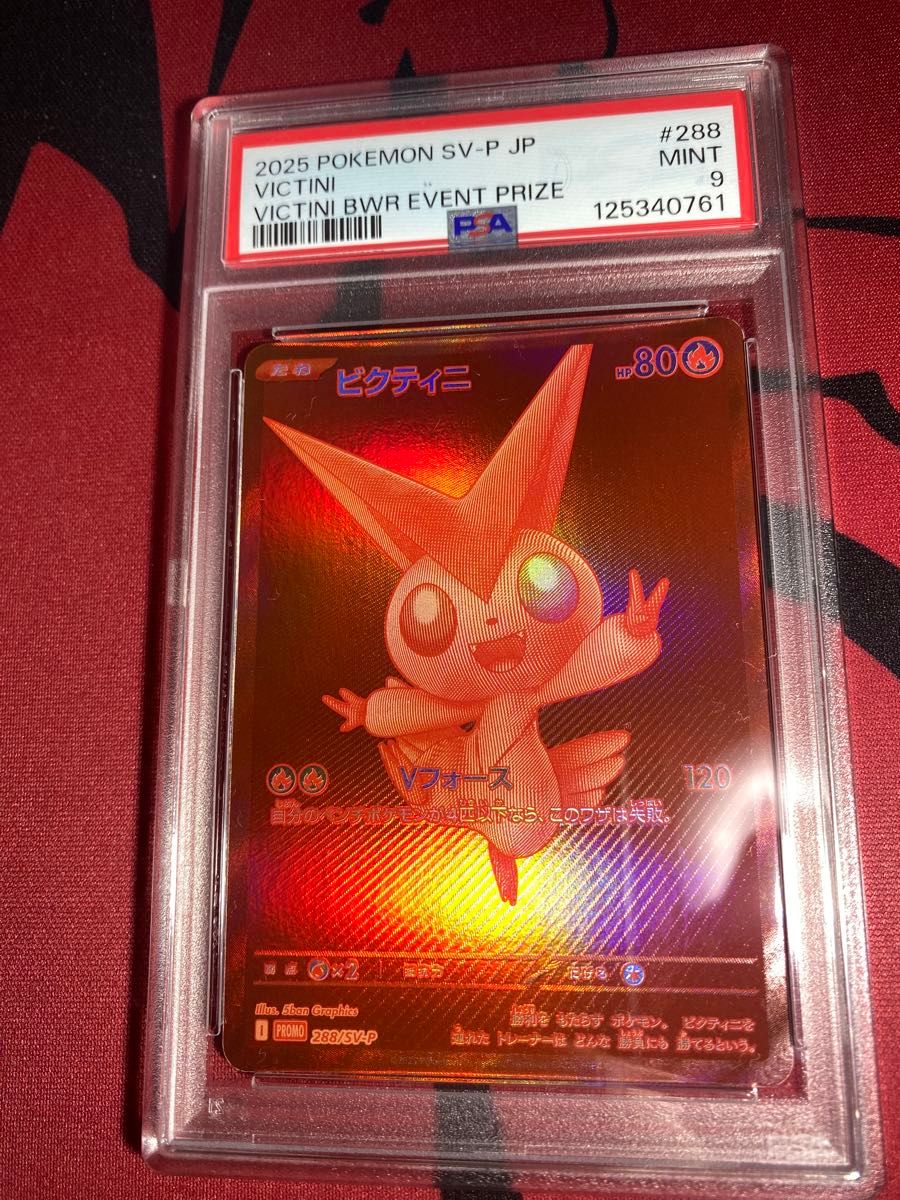 2025 POKEMON SV-P JP
#288
VICTINI
MINT
VICTINI BWR EVENT PRIZE
9
PSA
125340761
たね
ビクティニ
HP80
Vフォース
120
自分のベンチポケモンが4匹以下なら、このワザは失敗。
弱点 ×2 抵抗力 にげる
Illus. 5ban Graphics
I PROMO 288/SV-P
勝利を もたらす ポケモン。 ビクティニを
連れた トレーナーは どんな 勝負にも 勝てるという。